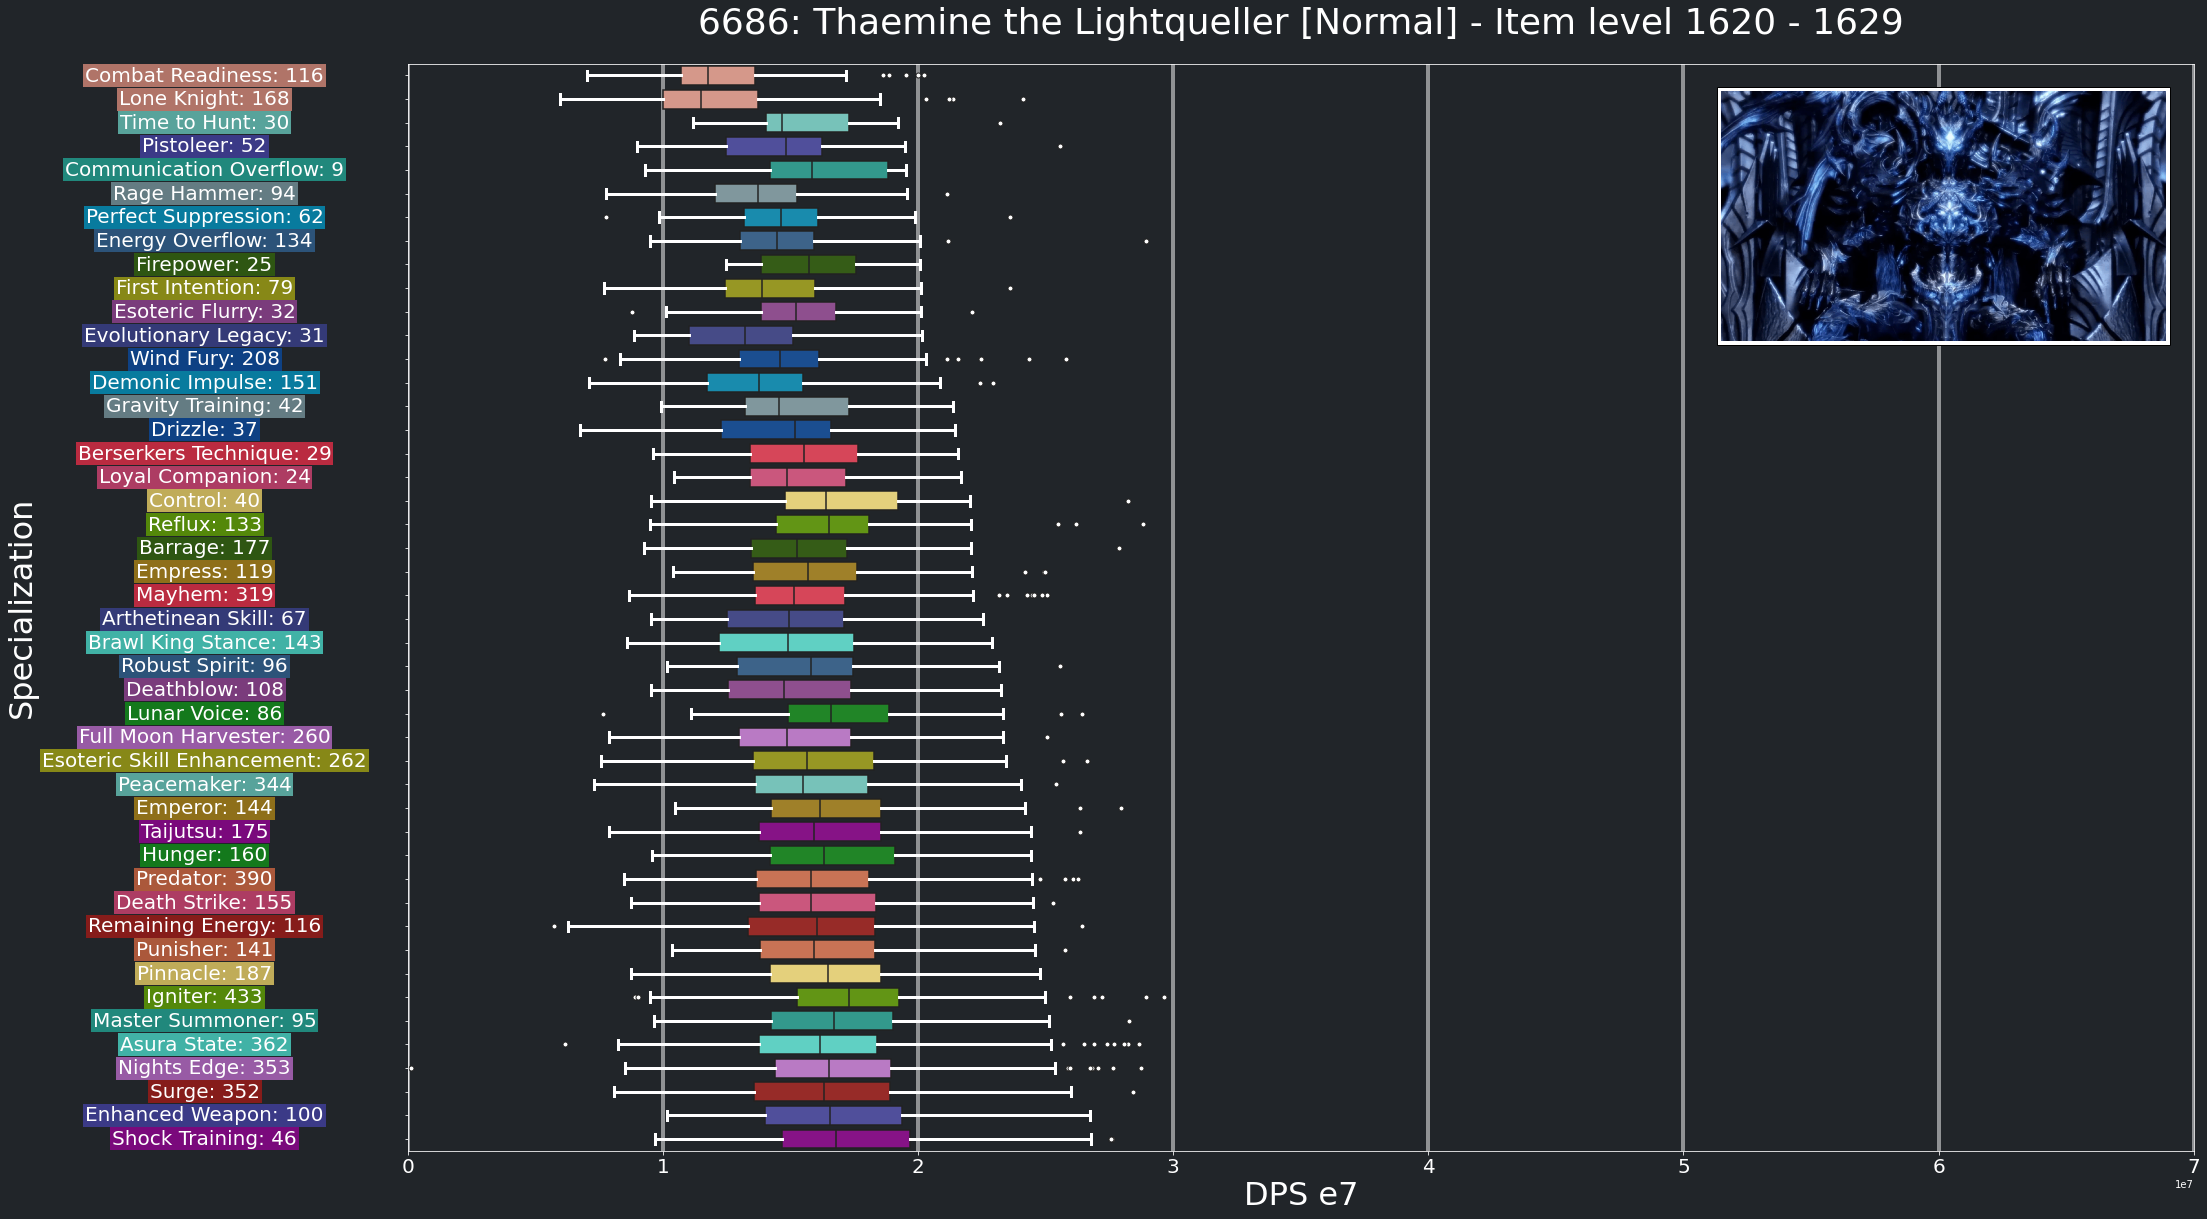 6686: Thaemine the Lightqueller [Normal] - Item level 1620 - 1629
Combat Readiness: 116
Lone Knight: 168
Time to Hunt: 30
Pistoleer: 52
Communication Overflow: 9
Rage Hammer: 94
Perfect Suppression: 62
Energy Overflow: 134
Firepower: 25
First Intention: 79
Esoteric Flurry: 32
Evolutionary Legacy: 31
Wind Fury: 208
Demonic Impulse: 151
Gravity Training: 42
Drizzle: 37
Berserkers Technique: 29
Loyal Companion: 24
Control: 40
Reflux: 133
Barrage: 177
Empress: 119
Mayhem: 319
Arthetinean Skill: 67
Brawl King Stance: 143
Robust Spirit: 96
Deathblow: 108
Lunar Voice: 86
Full Moon Harvester: 260
Esoteric Skill Enhancement: 262
Peacemaker: 344
Emperor: 144
Taijutsu: 175
Hunger: 160
Predator: 390
Death Strike: 155
Remaining Energy: 116
Punisher: 141
Pinnacle: 187
Igniter: 433
Master Summoner: 95
Asura State: 362
Nights Edge: 353
Surge: 352
Enhanced Weapon: 100
Shock Training: 46
Specialization
0 1 2 3 4 5 6 7
1e7
DPS e7